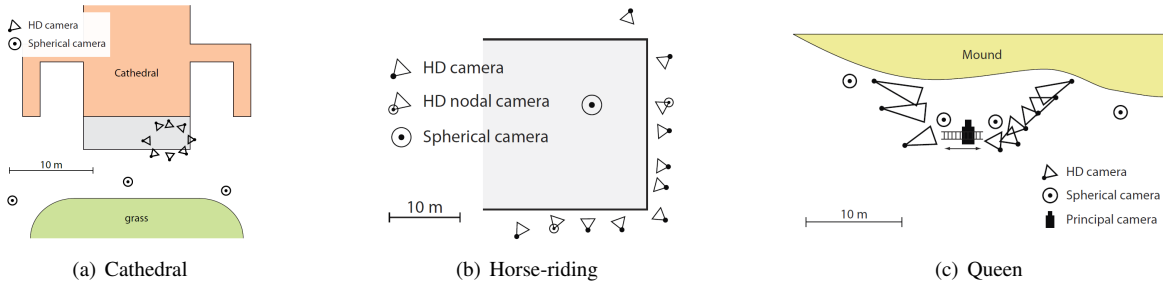 HD camera
Spherical camera
Cathedral
10 m
grass
(a) Cathedral
HD camera
HD nodal camera
Spherical camera
10 m
(b) Horse-riding
Mound
HD camera
Spherical camera
Principal camera
10 m
(c) Queen